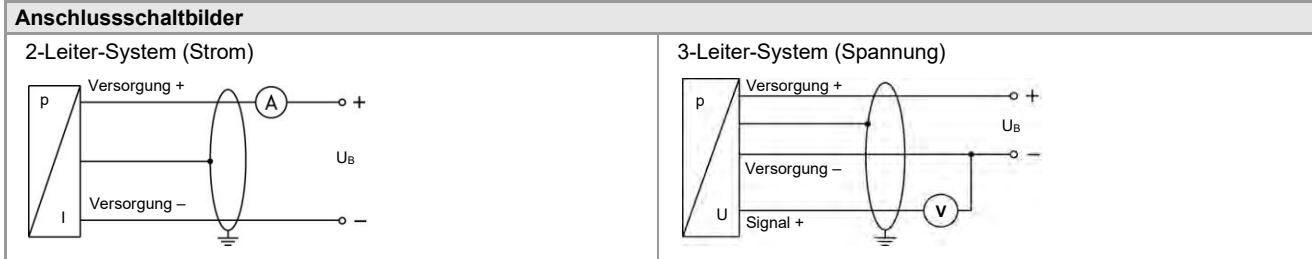 Anschlussschaltbilder
2-Leiter-System (Strom)
p
Versorgung +
A
+
UB
Versorgung –
I
–
3-Leiter-System (Spannung)
p
Versorgung +
+
UB
–
Versorgung –
U
Signal +
V